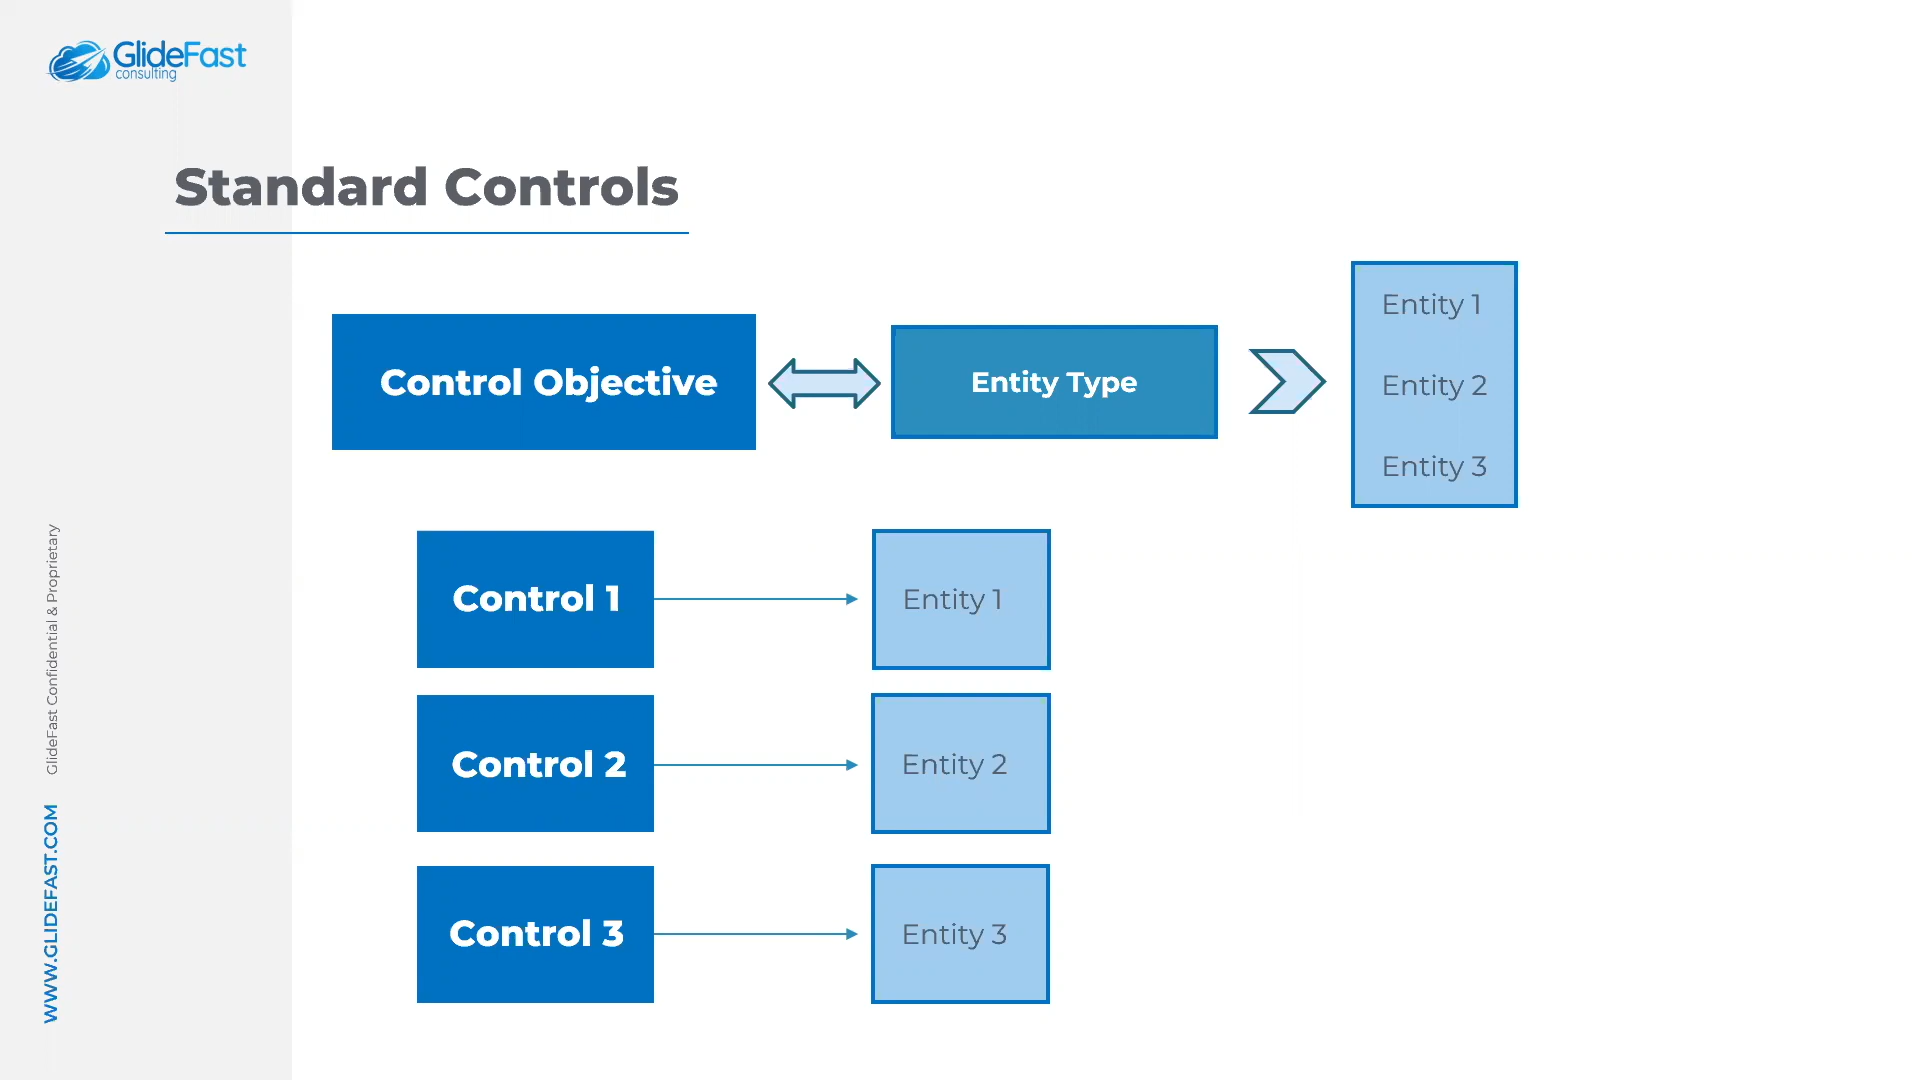 GlideFast
consulting
Standard Controls
Control Objective
Entity Type
Entity 1
Entity 2
Entity 3
Control 1
Entity 1
Control 2
Entity 2
Control 3
Entity 3
GlideFast Confidential & Proprietary
WWW.GLIDEFAST.COM